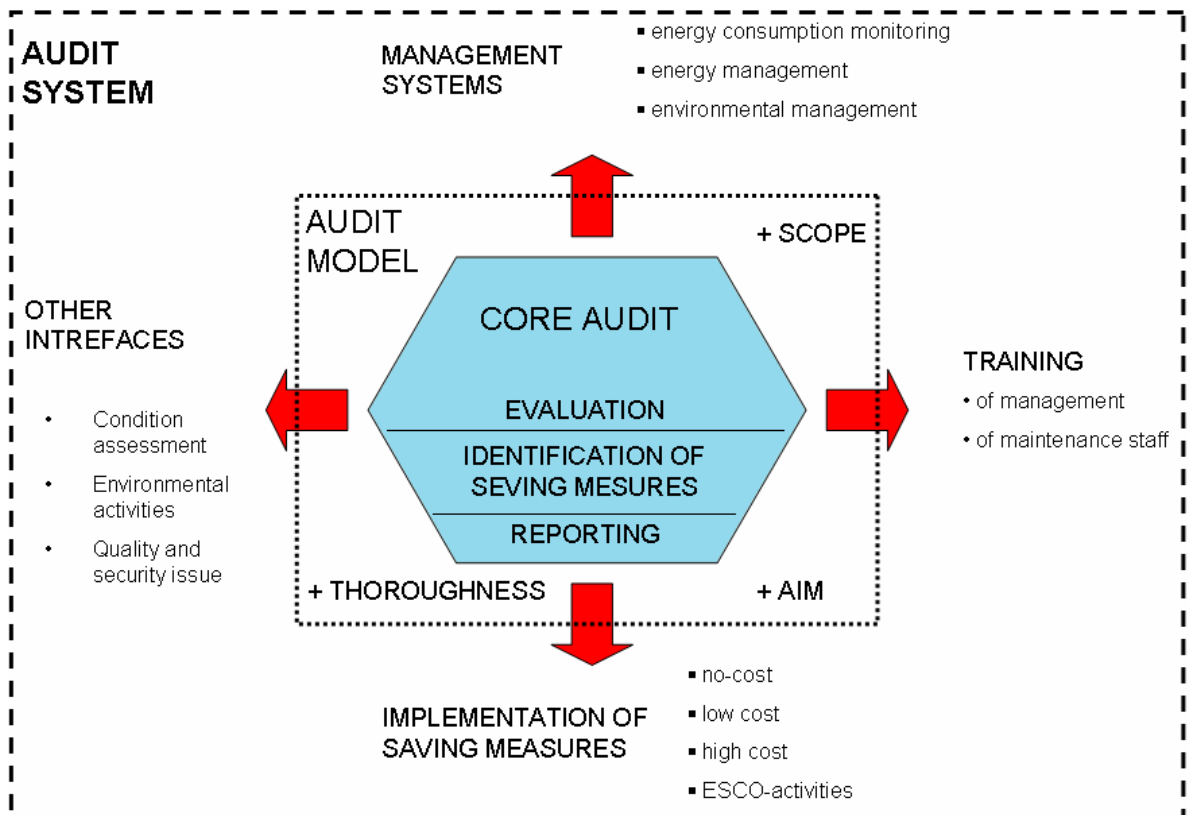 AUDIT
SYSTEM
MANAGEMENT
SYSTEMS
▪ energy consumption monitoring
▪ energy management
▪ environmental management
AUDIT
MODEL
+ SCOPE
CORE AUDIT
EVALUATION
IDENTIFICATION OF
SEVING MESURES
REPORTING
+ THOROUGHNESS
+ AIM
OTHER
INTREFACES
• Condition
assessment
• Environmental
activities
• Quality and
security issue
TRAINING
• of management
• of maintenance staff
IMPLEMENTATION OF
SAVING MEASURES
▪ no-cost
▪ low cost
▪ high cost
▪ ESCO-activities